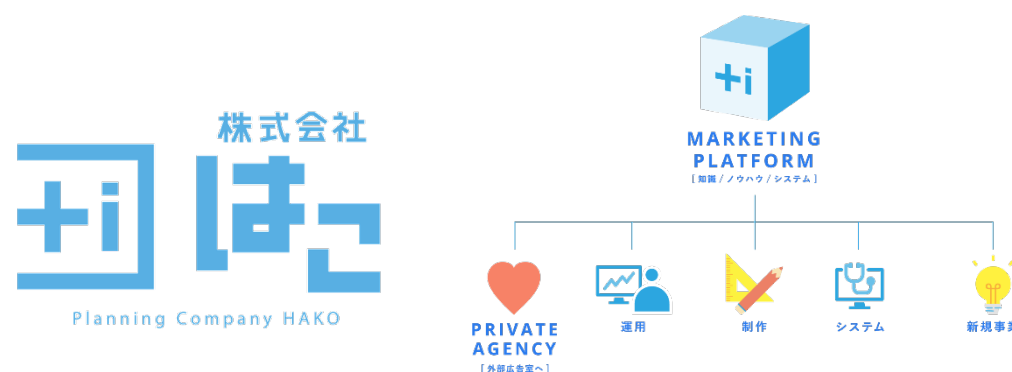 株式会社
+i はこ
Planning Company HAKO
+i
MARKETING
PLATFORM
[ 知識 / ノウハウ / システム ]
PRIVATE
AGENCY
[ 外部広告室へ ]
運用
制作
システム
新規事業